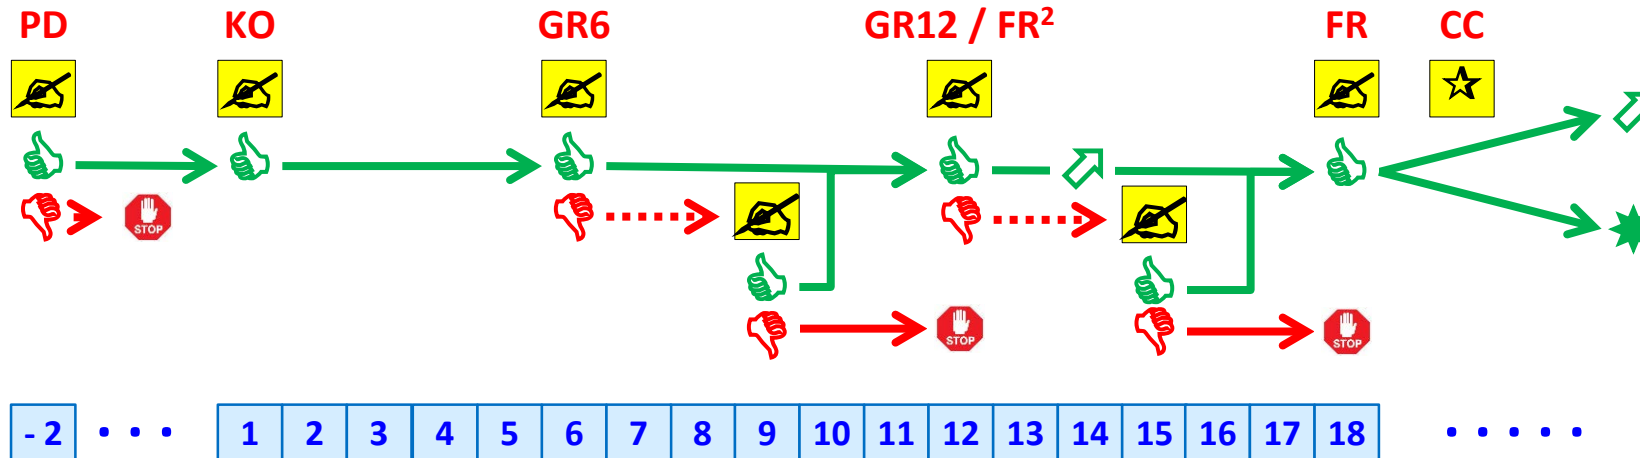 PD KO GR6 GR12 / FR² FR CC
STOP
STOP STOP
- 2 . . . 1 2 3 4 5 6 7 8 9 10 11 12 13 14 15 16 17 18 . . . . .